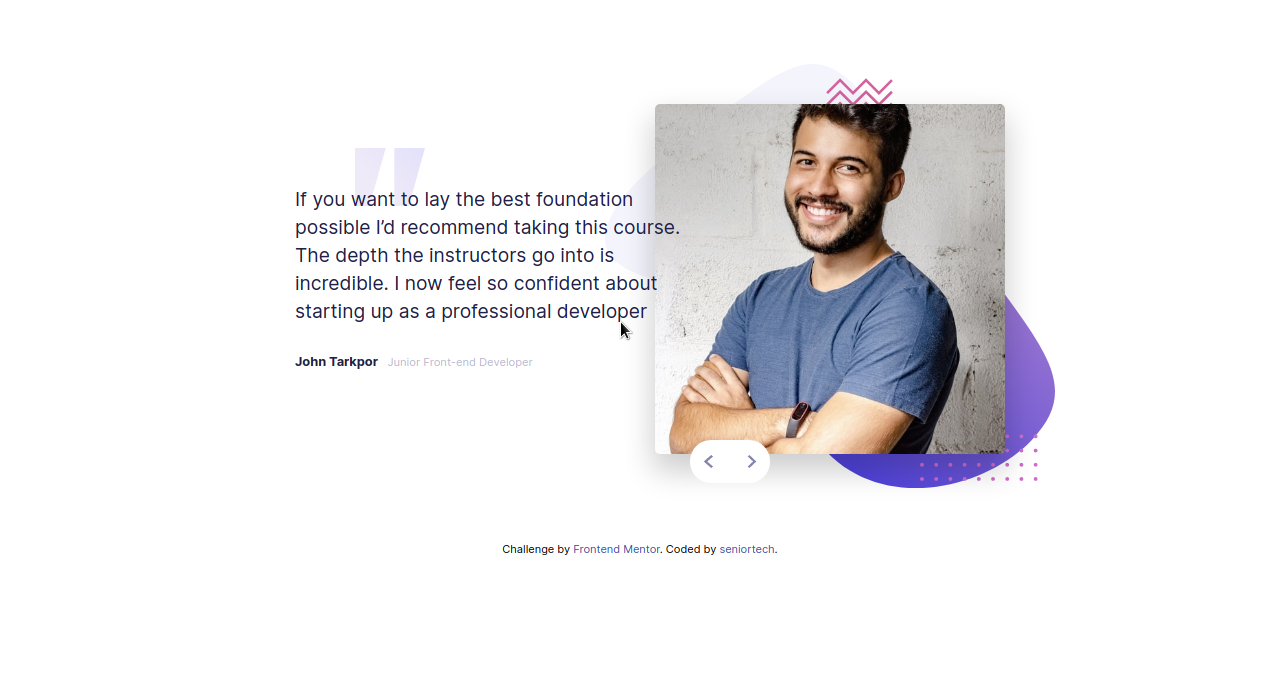 If you want to lay the best foundation
possible I’d recommend taking this course.
The depth the instructors go into is
incredible. I now feel so confident about
starting up as a professional developer
John Tarkpor Junior Front-end Developer
Challenge by Frontend Mentor. Coded by seniortech.